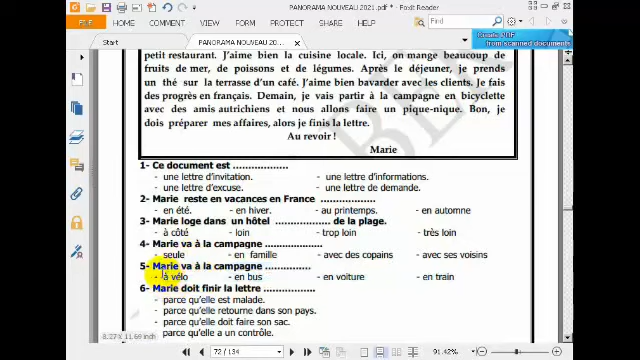 PANORAMA NOUVEAU 2021.pdf * - Foxit Reader
FILE HOME COMMENT VIEW FORM PROTECT SHARE HELP
Find
Create PDF
from scanned documents
Start PANORAMA NOUVEAU 2021...
petit restaurant. J'aime bien la cuisine locale. Ici, on mange beaucoup de
fruits de mer, de poissons et de légumes. Après le déjeuner, je prends
un thé sur la terrasse d'un café. J'aime bien bavarder avec les clients. Je fais
des progrès en français. Demain, je vais partir à la campagne en bicyclette
avec des amis autrichiens et nous allons faire un pique-nique. Bon, je
dois préparer mes affaires, alors je finis la lettre.
Au revoir !
Marie
1- Ce document est ..................
- une lettre d'invitation. - une lettre d'informations.
- une lettre d'excuse. - une lettre de demande.
2- Marie reste en vacances en France ..................
- en été. - en hiver. - au printemps. - en automne
3- Marie loge dans un hôtel .................. de la plage.
- à côté - loin - trop loin - très loin
4- Marie va à la campagne ..................
- seule - en famille - avec des copains - avec ses voisins
5- Marie va à la campagne ...............
- à vélo - en bus - en voiture - en train
6- Marie doit finir la lettre .................
- parce qu'elle est malade.
- parce qu'elle retourne dans son pays.
- parce qu'elle doit faire son sac.
- parce qu'elle a un contrôle.
8.27 x 11.69 inch
72 / 134
91.42%